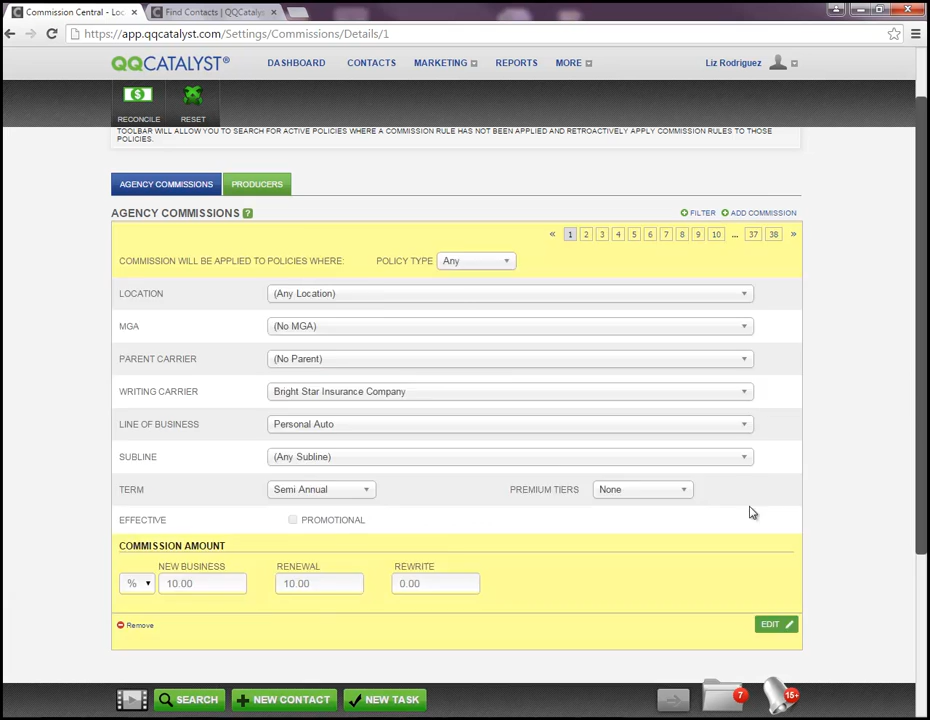 Commission Central - Loc
Find Contacts | QQCatalyst.
https://app.qqcatalyst.com/Settings/Commissions/Details/1
QQCATALYST®
DASHBOARD
CONTACTS
MARKETING
REPORTS
MORE
Liz Rodriguez
RECONCILE
RESET
TOOLBAR WILL ALLOW YOU TO SEARCH FOR ACTIVE POLICIES WHERE A COMMISSION RULE HAS NOT BEEN APPLIED AND RETROACTIVELY APPLY COMMISSION RULES TO THOSE
POLICIES.
AGENCY COMMISSIONS
PRODUCERS
AGENCY COMMISSIONS ?
FILTER
ADD COMMISSION
« 1 2 3 4 5 6 7 8 9 10 ... 37 38 »
COMMISSION WILL BE APPLIED TO POLICIES WHERE: POLICY TYPE Any
LOCATION (Any Location)
MGA (No MGA)
PARENT CARRIER (No Parent)
WRITING CARRIER Bright Star Insurance Company
LINE OF BUSINESS Personal Auto
SUBLINE (Any Subline)
TERM Semi Annual PREMIUM TIERS None
EFFECTIVE PROMOTIONAL
COMMISSION AMOUNT
NEW BUSINESS RENEWAL REWRITE
% 10.00 10.00 0.00
Remove
EDIT
SEARCH
NEW CONTACT
NEW TASK
7
15+